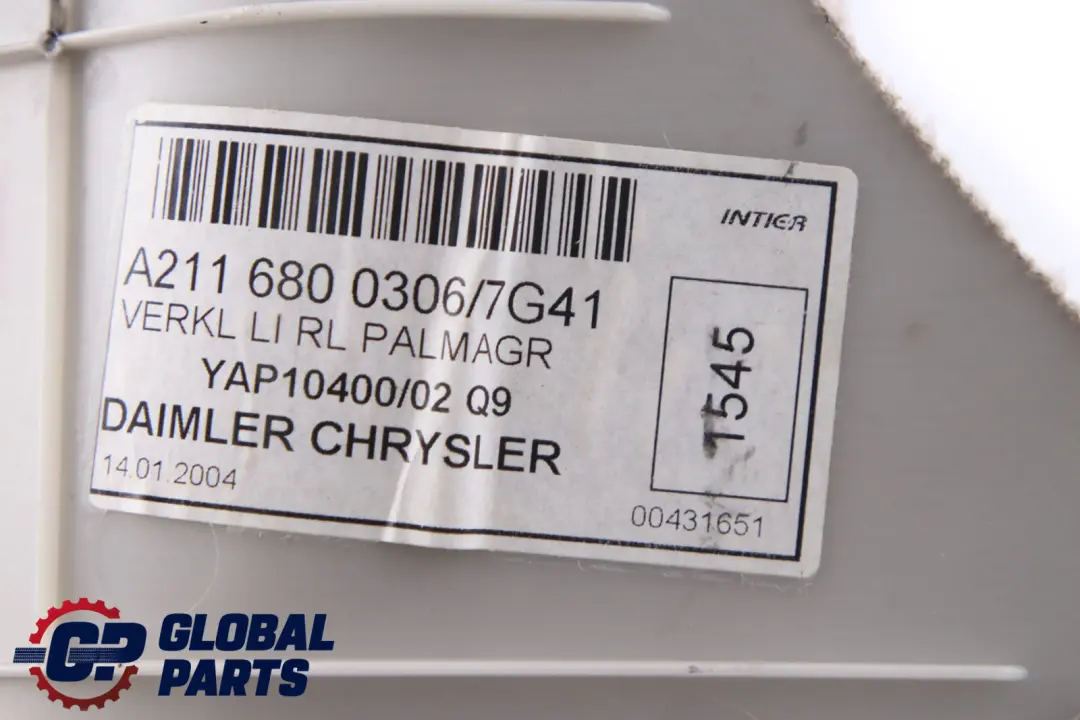 INTIER
A211 680 0306/7G41
VERKL LI RL PALMAGR
YAP10400/02 Q9
DAIMLER CHRYSLER
14.01.2004
1545
00431651
GP GLOBAL
PARTS